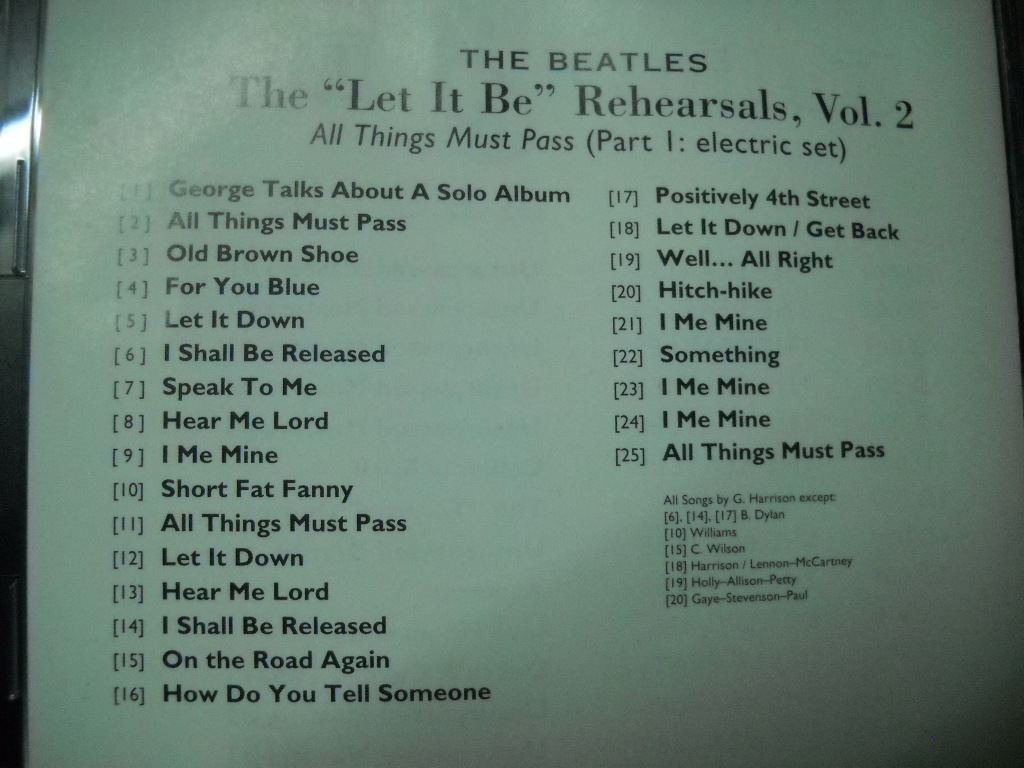 THE BEATLES
The “Let It Be” Rehearsals, Vol. 2
All Things Must Pass (Part 1: electric set)
[1] George Talks About A Solo Album
[2] All Things Must Pass
[3] Old Brown Shoe
[4] For You Blue
[5] Let It Down
[6] I Shall Be Released
[7] Speak To Me
[8] Hear Me Lord
[9] I Me Mine
[10] Short Fat Fanny
[11] All Things Must Pass
[12] Let It Down
[13] Hear Me Lord
[14] I Shall Be Released
[15] On the Road Again
[16] How Do You Tell Someone
[17] Positively 4th Street
[18] Let It Down / Get Back
[19] Well... All Right
[20] Hitch-hike
[21] I Me Mine
[22] Something
[23] I Me Mine
[24] I Me Mine
[25] All Things Must Pass
All Songs by G. Harrison except:
[6], [14], [17] B. Dylan
[10] Williams
[15] C. Wilson
[18] Harrison / Lennon–McCartney
[19] Holly–Allison–Petty
[20] Gaye–Stevenson–Paul